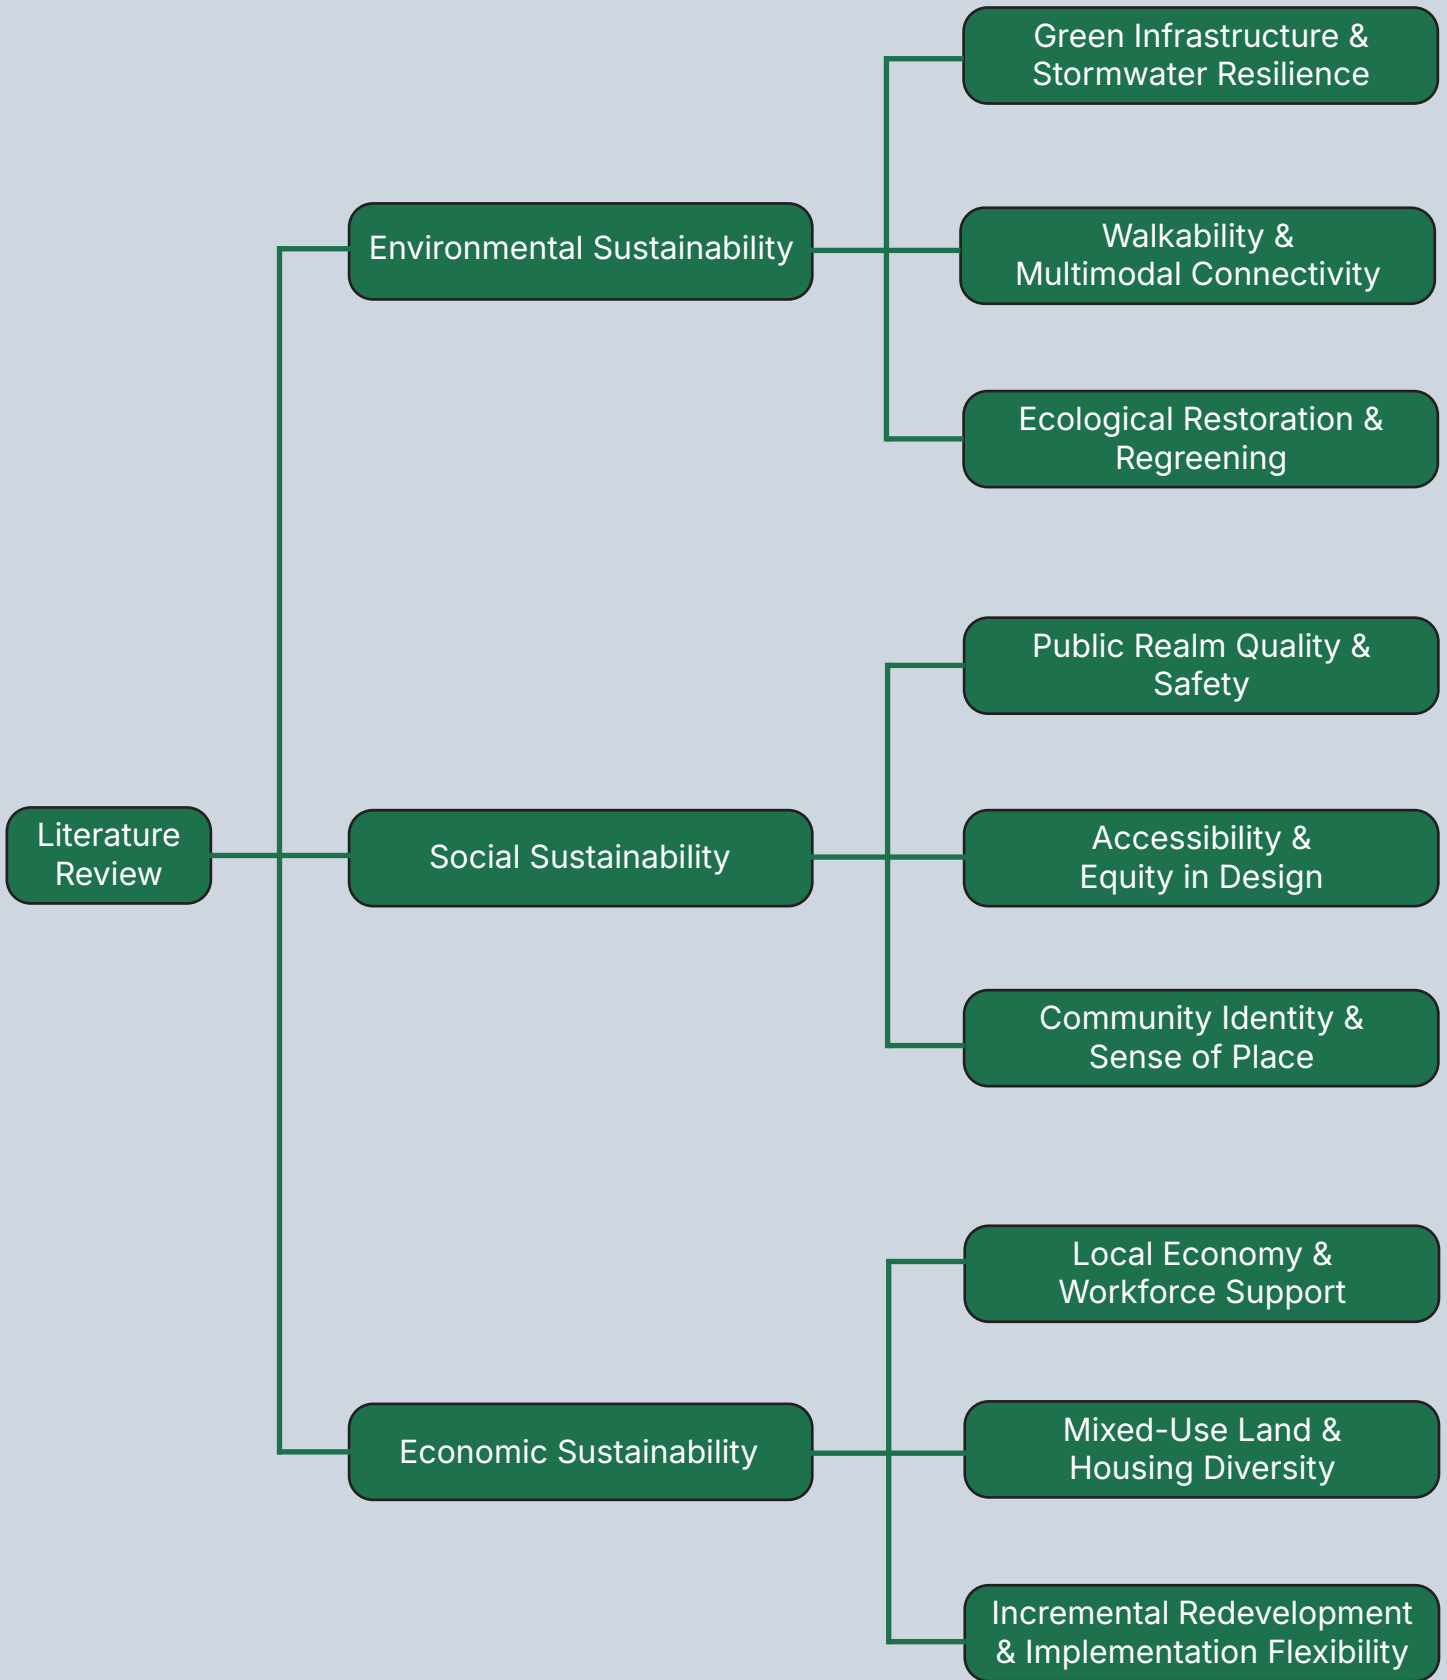 Literature
Review
Environmental Sustainability
Green Infrastructure &
Stormwater Resilience
Walkability &
Multimodal Connectivity
Ecological Restoration &
Regreening
Social Sustainability
Public Realm Quality &
Safety
Accessibility &
Equity in Design
Community Identity &
Sense of Place
Economic Sustainability
Local Economy &
Workforce Support
Mixed-Use Land &
Housing Diversity
Incremental Redevelopment
& Implementation Flexibility